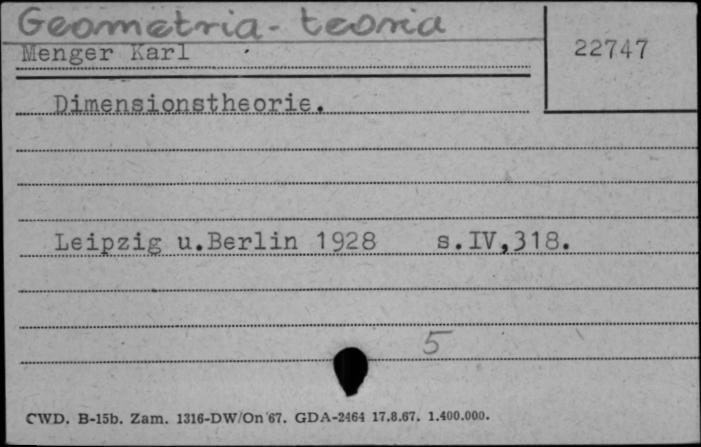 Geometria - teoria
Menger Karl
22747
Dimensionstheorie.
Leipzig u.Berlin 1928 s.IV,318.
5
CWD. B-15b. Zam. 1316-DW/On 67. GDA-2464 17.8.67. 1.400.000.